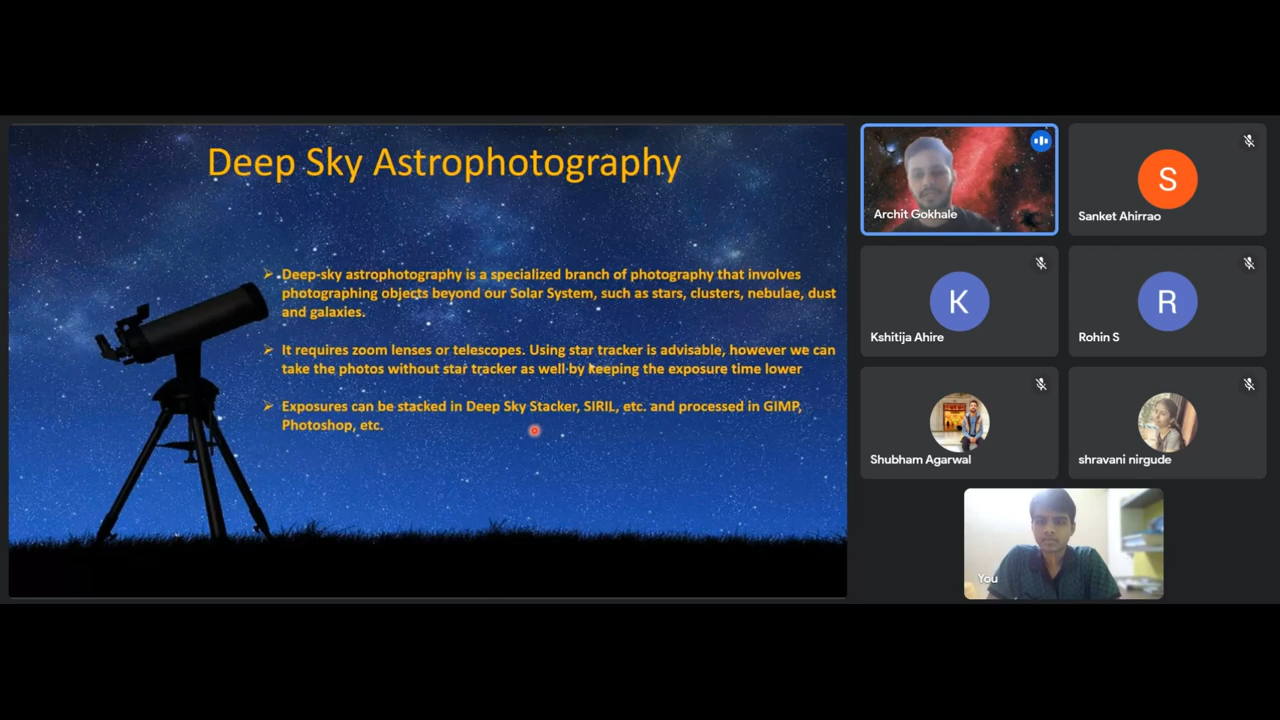 Deep Sky Astrophotography
➢ Deep-sky astrophotography is a specialized branch of photography that involves
photographing objects beyond our Solar System, such as stars, clusters, nebulae, dust
and galaxies.
➢ It requires zoom lenses or telescopes. Using star tracker is advisable, however we can
take the photos without star tracker as well by keeping the exposure time lower
➢ Exposures can be stacked in Deep Sky Stacker, SIRIL, etc. and processed in GIMP,
Photoshop, etc.
Archit Gokhale
S
Sanket Ahirrao
K
Kshitija Ahire
R
Rohin S
Shubham Agarwal
shravani nirgude
You